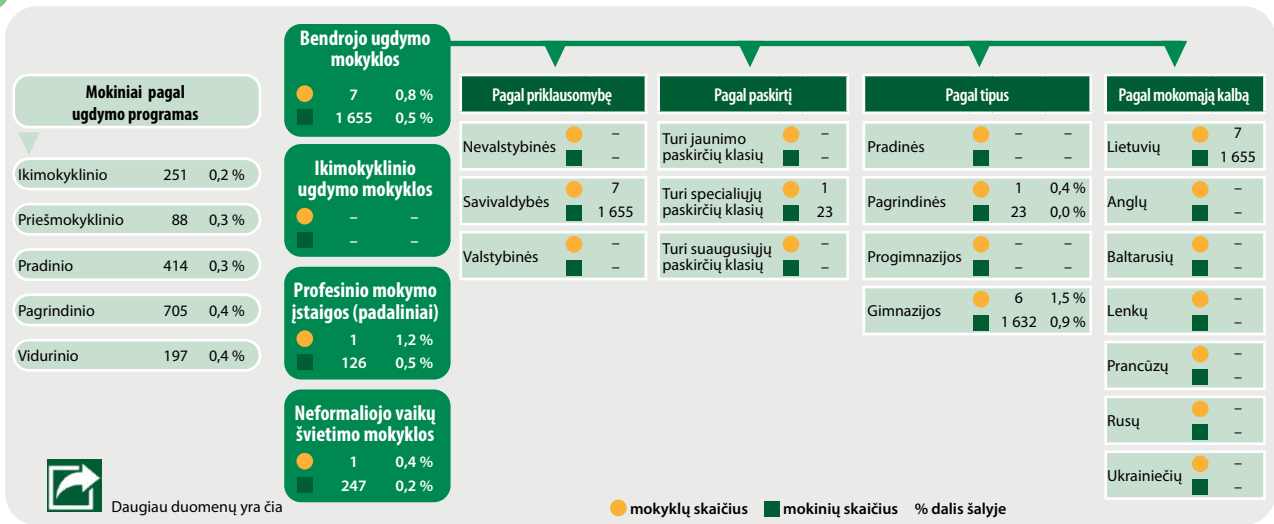 Mokiniai pagal
ugdymo programas
Ikimokyklinio 251 0,2 %
Priešmokyklinio 88 0,3 %
Pradinio 414 0,3 %
Pagrindinio 705 0,4 %
Vidurinio 197 0,4 %
Daugiau duomenų yra čia
Bendrojo ugdymo
mokyklos
7 0,8 %
1 655 0,5 %
Ikimokyklinio
ugdymo mokyklos
– –
– –
Profesinio mokymo
įstaigos (padaliniai)
1 1,2 %
126 0,5 %
Neformaliojo vaikų
švietimo mokyklos
1 0,4 %
247 0,2 %
Pagal priklausomybę
Nevalstybinės –
–
Savivaldybės 7
1 655
Valstybinės –
–
Pagal paskirtį
Turi jaunimo –
paskirčių klasių –
Turi specialiųjų 1
paskirčių klasių 23
Turi suaugusiųjų –
paskirčių klasių –
Pagal tipus
Pradinės – –
– –
Pagrindinės 1 0,4 %
23 0,0 %
Progimnazijos – –
– –
Gimnazijos 6 1,5 %
1 632 0,9 %
Pagal mokomąją kalbą
Lietuvių 7
1 655
Anglų –
–
Baltarusių –
–
Lenkų –
–
Prancūzų –
–
Rusų –
–
Ukrainiečių –
–
mokyklų skaičius mokinių skaičius % dalis šalyje